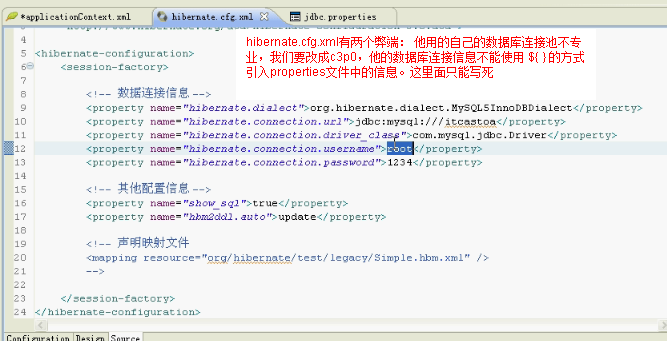 *applicationContext.xml hibernate.cfg.xml jdbc.properties
hibernate.cfg.xml有两个弊端： 他用的自己的数据库连接池不专
业，我们要改成c3p0，他的数据库连接信息不能使用 ${}的方式
引入properties文件中的信息。这里面只能写死
5 <hibernate-configuration>
6 <session-factory>
7
8 <!-- 数据连接信息 -->
9 <property name="hibernate.dialect">org.hibernate.dialect.MySQL5InnoDBDialect</property>
10 <property name="hibernate.connection.url">jdbc:mysql:///itcastoa</property>
11 <property name="hibernate.connection.driver_class">com.mysql.jdbc.Driver</property>
12 <property name="hibernate.connection.username">root</property>
13 <property name="hibernate.connection.password">1234</property>
14
15 <!-- 其他配置信息 -->
16 <property name="show_sql">true</property>
17 <property name="hbm2ddl.auto">update</property>
18
19 <!-- 声明映射文件
20 <mapping resource="org/hibernate/test/legacy/Simple.hbm.xml" />
21 -->
22
23 </session-factory>
24 </hibernate-configuration>
Configuration Design Source